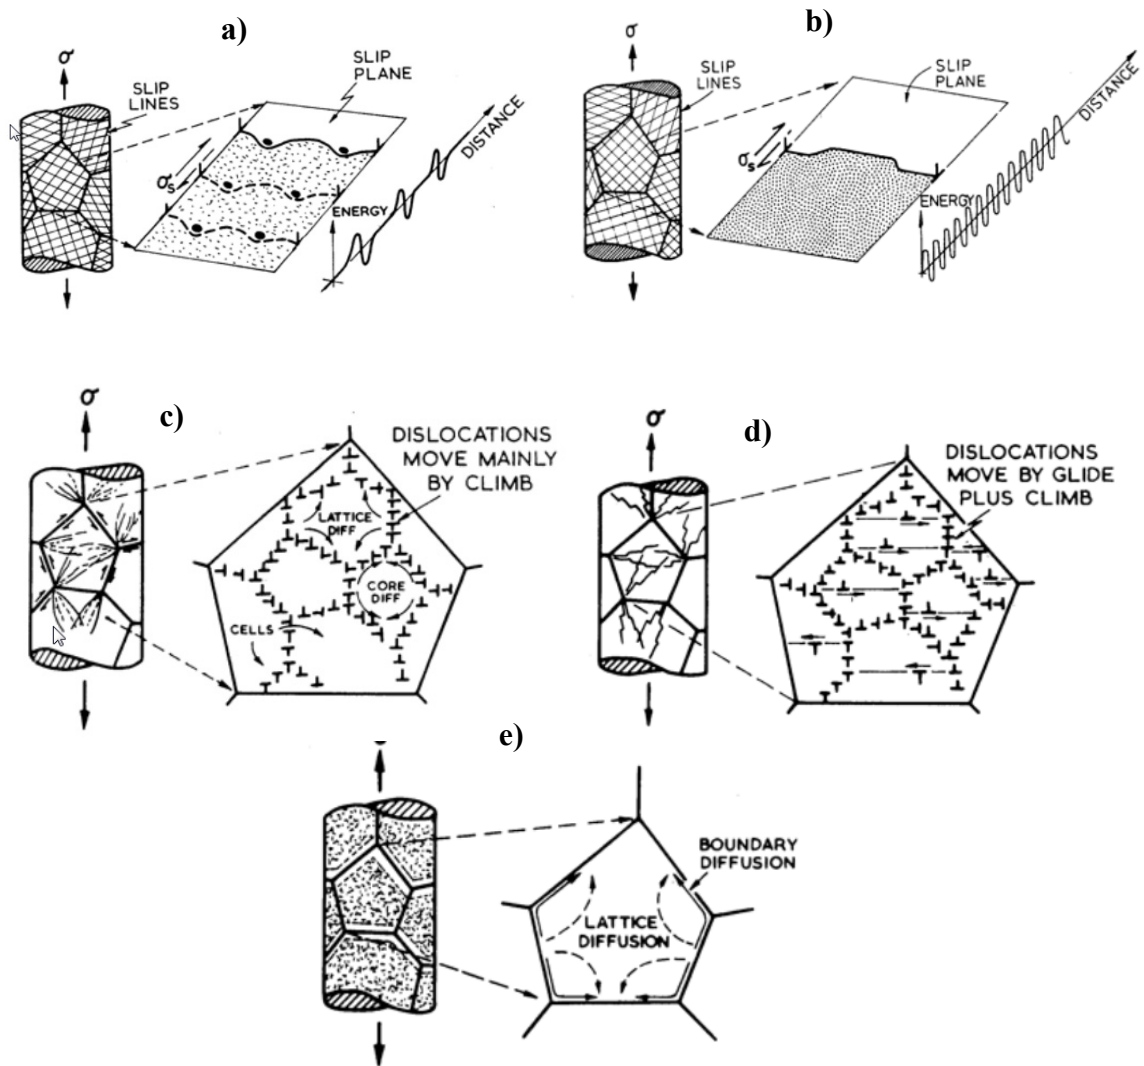 a)
σ
SLIP
LINES
SLIP
PLANE
σs
ENERGY
DISTANCE
b)
σ
SLIP
LINES
SLIP
PLANE
σs
ENERGY
DISTANCE
c)
σ
DISLOCATIONS
MOVE MAINLY
BY CLIMB
LATTICE
DIFF
CORE
DIFF
CELLS
d)
σ
DISLOCATIONS
MOVE BY GLIDE
PLUS CLIMB
e)
BOUNDARY
DIFFUSION
LATTICE
DIFFUSION